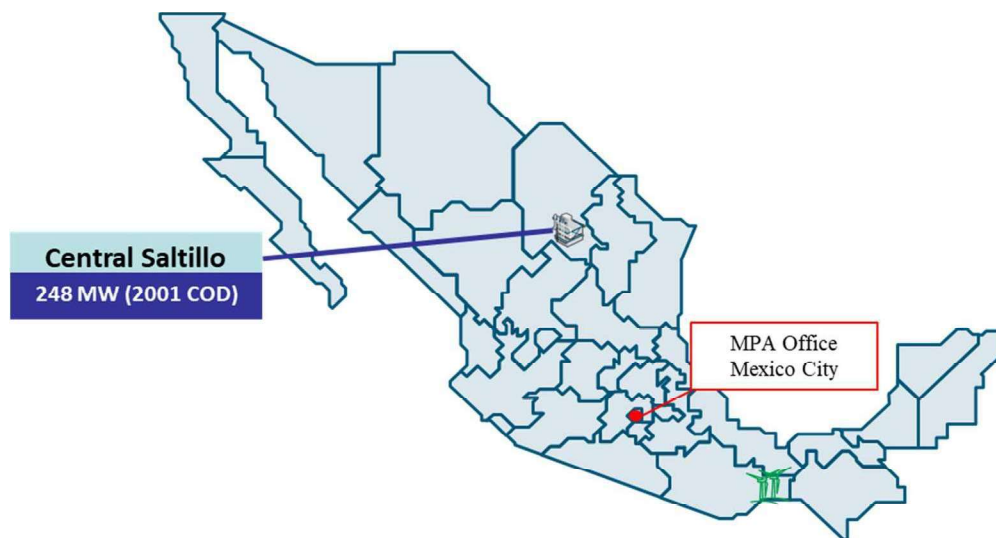 Central Saltillo
248 MW (2001 COD)
MPA Office
Mexico City